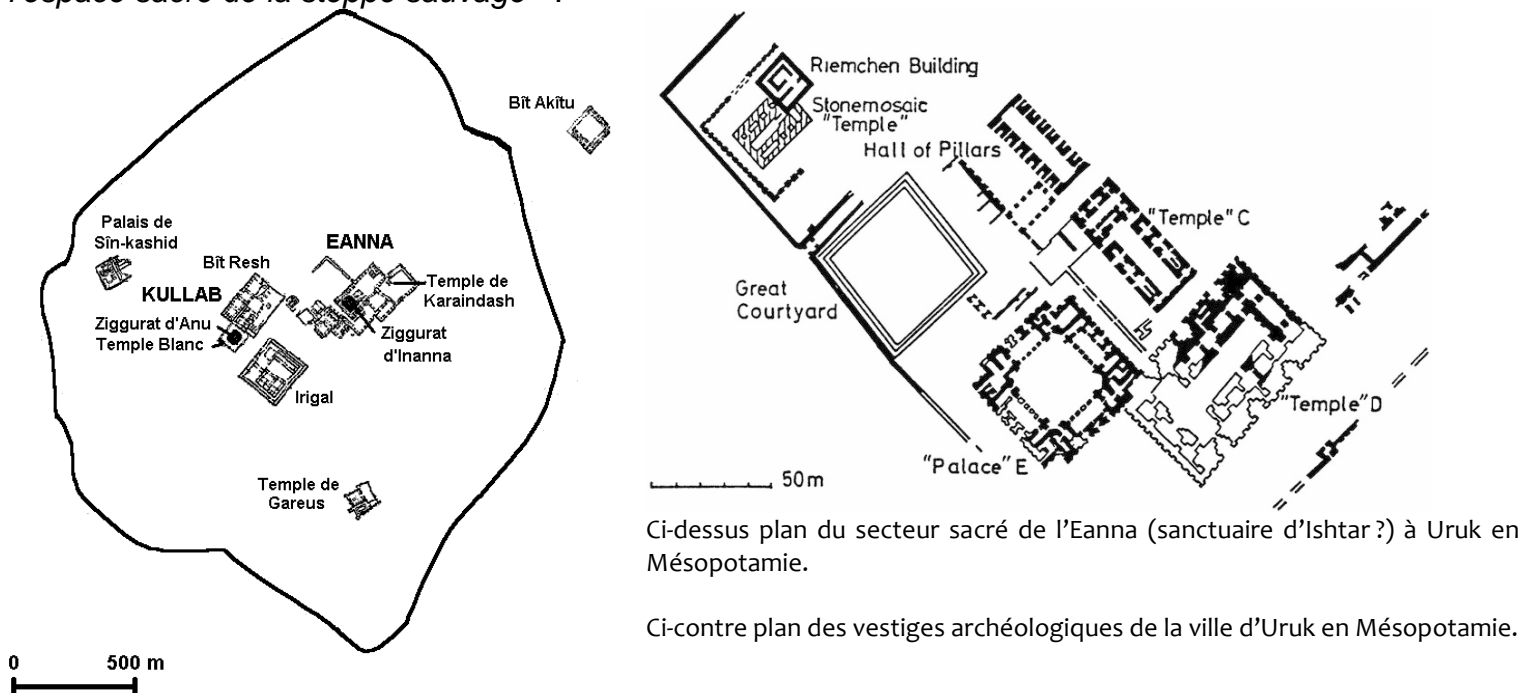 l'espace sacré de la steppe sauvage
Bît Akîtu
Palais de
Sîn-kashid
Bît Resh
EANNA
KULLAB
Temple de
Karaindash
Ziggurat d'Anu
Temple Blanc
Ziggurat
d'Inanna
Irigal
Temple de
Gareus
0 500 m
Riemchen Building
Stonemosaic
"Temple"
Hall of Pillars
"Temple" C
Great
Courtyard
"Temple" D
"Palace" E
50 m
Ci-dessus plan du secteur sacré de l'Eanna (sanctuaire d'Ishtar ?) à Uruk en
Mésopotamie.
Ci-contre plan des vestiges archéologiques de la ville d'Uruk en Mésopotamie.